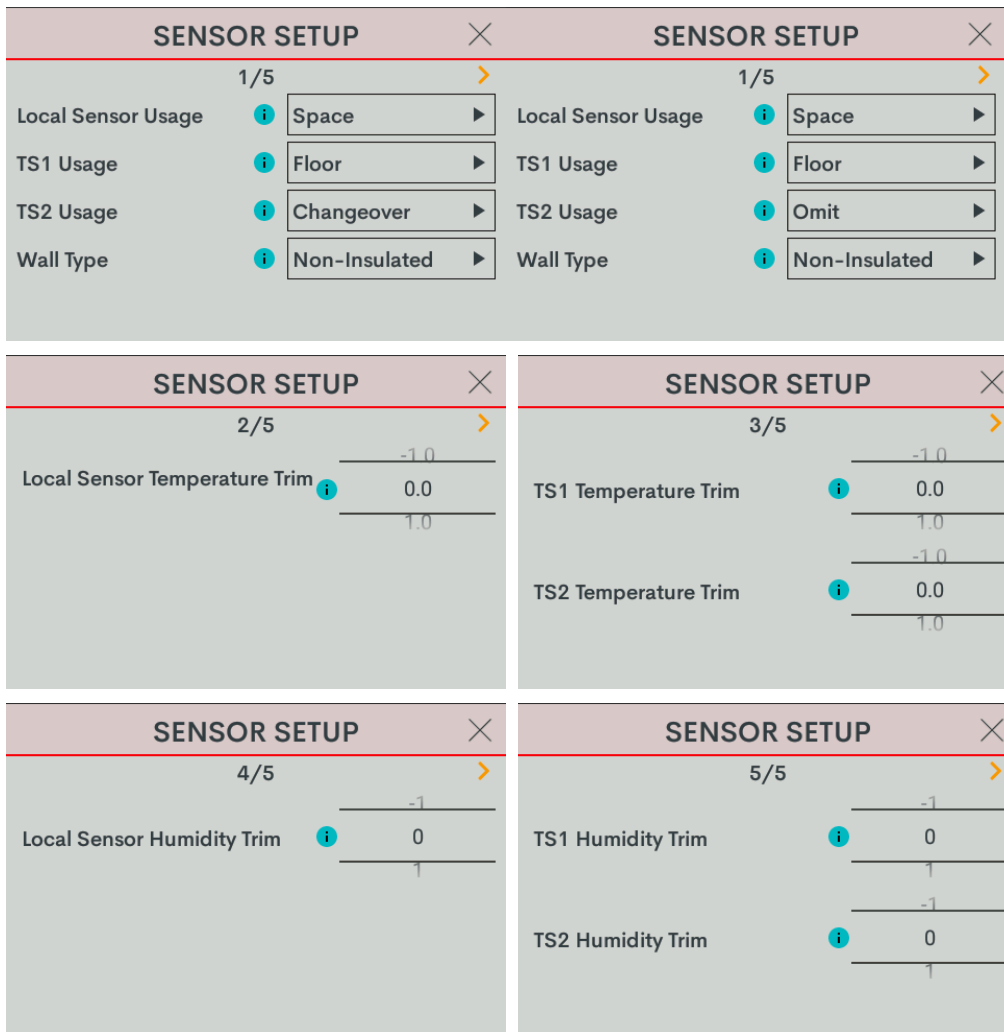 SENSOR SETUP
1/5
Local Sensor Usage i Space
TS1 Usage i Floor
TS2 Usage i Changeover
Wall Type i Non-Insulated
SENSOR SETUP
1/5
Local Sensor Usage i Space
TS1 Usage i Floor
TS2 Usage i Omit
Wall Type i Non-Insulated
SENSOR SETUP
2/5
-1.0
Local Sensor Temperature Trim i 0.0
1.0
SENSOR SETUP
3/5
-1.0
TS1 Temperature Trim i 0.0
1.0
-1.0
TS2 Temperature Trim i 0.0
1.0
SENSOR SETUP
4/5
-1
Local Sensor Humidity Trim i 0
1
SENSOR SETUP
5/5
-1
TS1 Humidity Trim i 0
1
-1
TS2 Humidity Trim i 0
1